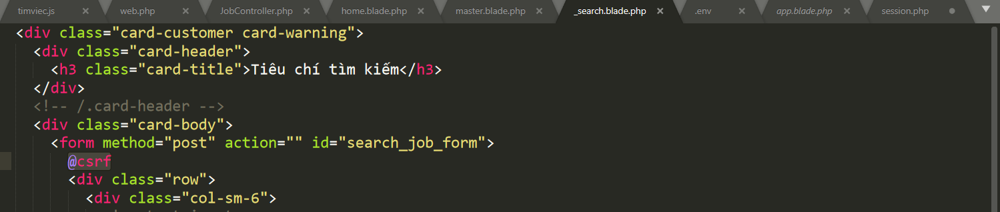 timviec.js × web.php × JobController.php × home.blade.php × master.blade.php × _search.blade.php × .env × app.blade.php × session.php
<div class="card-customer card-warning">
<div class="card-header">
<h3 class="card-title">Tiêu chí tìm kiếm</h3>
</div>
<!-- /.card-header -->
<div class="card-body">
<form method="post" action="" id="search_job_form">
@csrf
<div class="row">
<div class="col-sm-6">